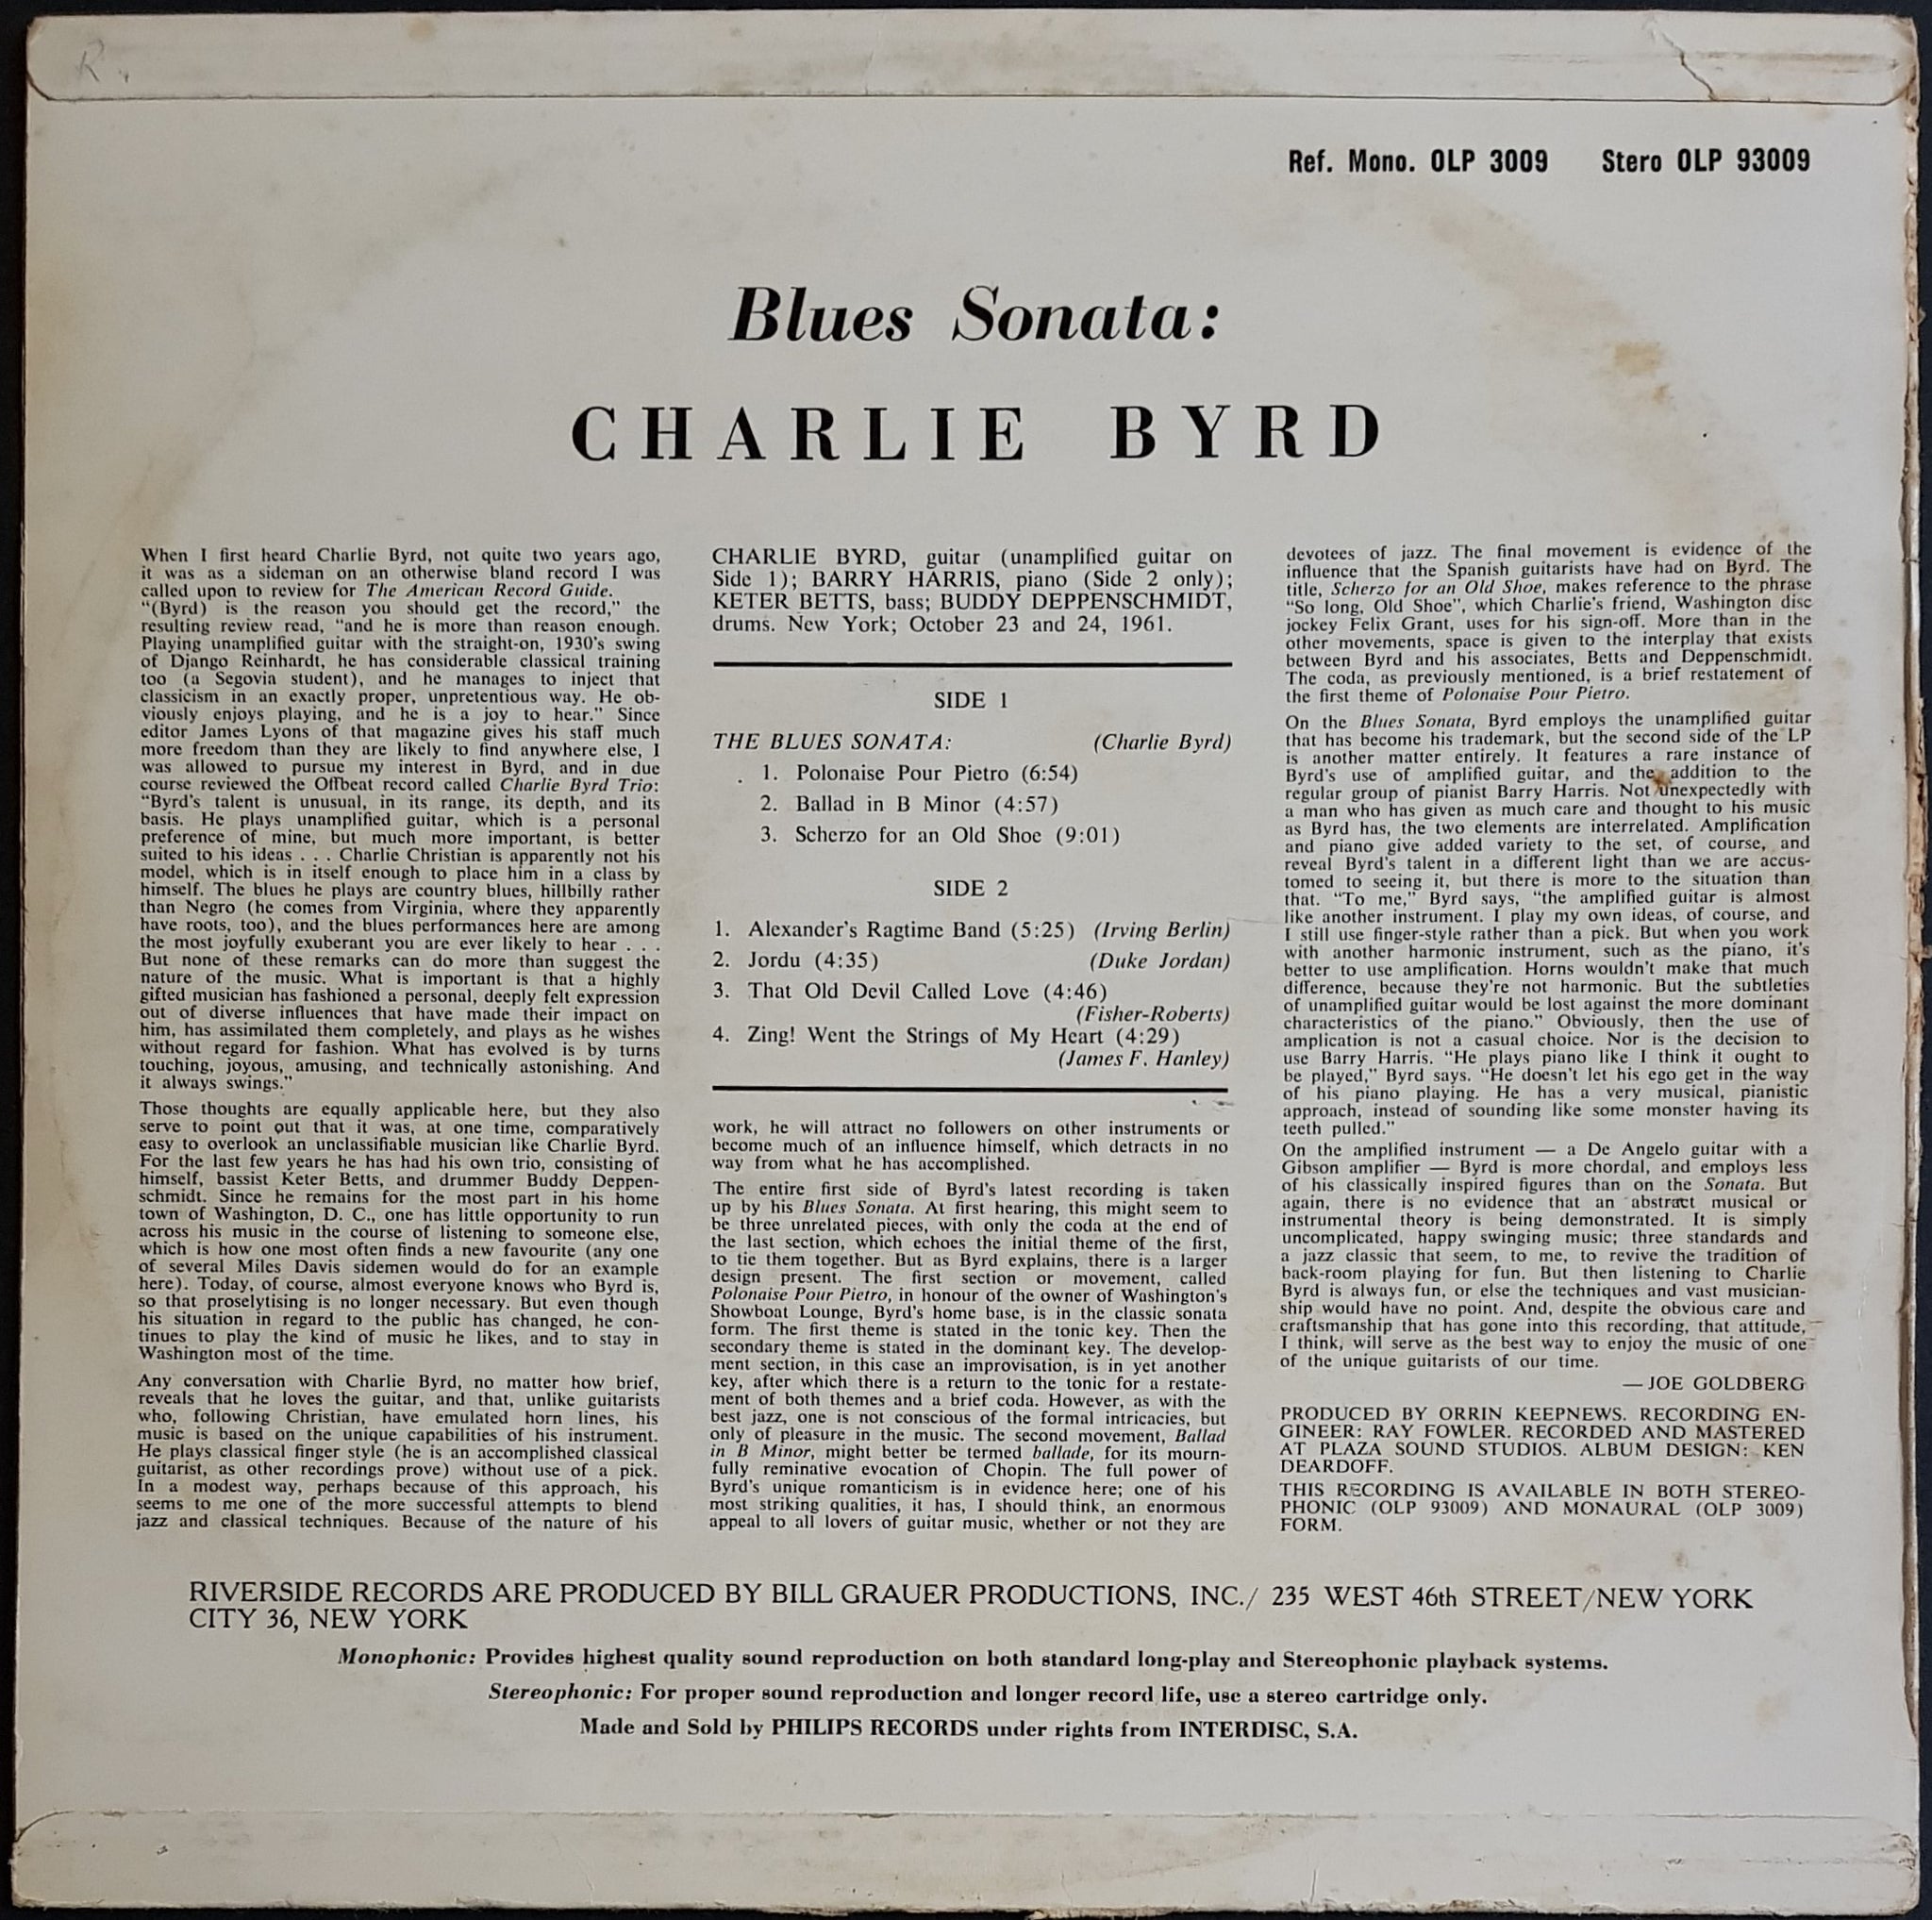 R.
Ref. Mono. OLP 3009 Stero OLP 93009
Blues Sonata:
CHARLIE BYRD
When I first heard Charlie Byrd, not quite two years ago,
it was as a sideman on an otherwise bland record I was
called upon to review for The American Record Guide.
"(Byrd) is the reason you should get the record," the
resulting review read, "and he is more than reason enough.
Playing unamplified guitar with the straight-on, 1930's swing
of Django Reinhardt, he has considerable classical training
too (a Segovia student), and he manages to inject that
classicism in an exactly proper, unpretentious way. He ob-
viously enjoys playing, and he is a joy to hear." Since
editor James Lyons of that magazine gives his staff much
more freedom than they are likely to find anywhere else, I
was allowed to pursue my interest in Byrd, and in due
course reviewed the Offbeat record called Charlie Byrd Trio:
"Byrd's talent is unusual, in its range, its depth, and its
basis. He plays unamplified guitar, which is a personal
preference of mine, but much more important, is better
suited to his ideas . . . Charlie Christian is apparently not his
model, which is in itself enough to place him in a class by
himself. The blues he plays are country blues, hillbilly rather
than Negro (he comes from Virginia, where they apparently
have roots, too), and the blues performances here are among
the most joyfully exuberant you are ever likely to hear . . .
But none of these remarks can do more than suggest the
nature of the music. What is important is that a highly
gifted musician has fashioned a personal, deeply felt expression
out of diverse influences that have made their impact on
him, has assimilated them completely, and plays as he wishes
without regard for fashion. What has evolved is by turns
touching, joyous, amusing, and technically astonishing. And
it always swings."
Those thoughts are equally applicable here, but they also
serve to point out that it was, at one time, comparatively
easy to overlook an unclassifiable musician like Charlie Byrd.
For the last few years he has had his own trio, consisting of
himself, bassist Keter Betts, and drummer Buddy Deppen-
schmidt. Since he remains for the most part in his home
town of Washington, D. C., one has little opportunity to run
across his music in the course of listening to someone else,
which is how one most often finds a new favourite (any one
of several Miles Davis sidemen would do for an example
here). Today, of course, almost everyone knows who Byrd is,
so that proselytising is no longer necessary. But even though
his situation in regard to the public has changed, he con-
tinues to play the kind of music he likes, and to stay in
Washington most of the time.
Any conversation with Charlie Byrd, no matter how brief,
reveals that he loves the guitar, and that, unlike guitarists
who, following Christian, have emulated horn lines, his
music is based on the unique capabilities of his instrument.
He plays classical finger style (he is an accomplished classical
guitarist, as other recordings prove) without use of a pick.
In a modest way, perhaps because of this approach, his
seems to me one of the more successful attempts to blend
jazz and classical techniques. Because of the nature of his
CHARLIE BYRD, guitar (unamplified guitar on
Side 1); BARRY HARRIS, piano (Side 2 only);
KETER BETTS, bass; BUDDY DEPPENSCHMIDT,
drums. New York; October 23 and 24, 1961.
SIDE 1
THE BLUES SONATA: (Charlie Byrd)
1. Polonaise Pour Pietro (6:54)
2. Ballad in B Minor (4:57)
3. Scherzo for an Old Shoe (9:01)
SIDE 2
1. Alexander's Ragtime Band (5:25) (Irving Berlin)
2. Jordu (4:35) (Duke Jordan)
3. That Old Devil Called Love (4:46)
(Fisher-Roberts)
4. Zing! Went the Strings of My Heart (4:29)
(James F. Hanley)
work, he will attract no followers on other instruments or
become much of an influence himself, which detracts in no
way from what he has accomplished.
The entire first side of Byrd's latest recording is taken
up by his Blues Sonata. At first hearing, this might seem to
be three unrelated pieces, with only the coda at the end of
the last section, which echoes the initial theme of the first,
to tie them together. But as Byrd explains, there is a larger
design present. The first section or movement, called
Polonaise Pour Pietro, in honour of the owner of Washington's
Showboat Lounge, Byrd's home base, is in the classic sonata
form. The first theme is stated in the tonic key. Then the
secondary theme is stated in the dominant key. The develop-
ment section, in this case an improvisation, is in yet another
key, after which there is a return to the tonic for a restate-
ment of both themes and a brief coda. However, as with the
best jazz, one is not conscious of the formal intricacies, but
only of pleasure in the music. The second movement, Ballad
in B Minor, might better be termed ballade, for its mourn-
fully reminative evocation of Chopin. The full power of
Byrd's unique romanticism is in evidence here; one of his
most striking qualities, it has, I should think, an enormous
appeal to all lovers of guitar music, whether or not they are
devotees of jazz. The final movement is evidence of the
influence that the Spanish guitarists have had on Byrd. The
title, Scherzo for an Old Shoe, makes reference to the phrase
"So long, Old Shoe", which Charlie's friend, Washington disc
jockey Felix Grant, uses for his sign-off. More than in the
other movements, space is given to the interplay that exists
between Byrd and his associates, Betts and Deppenschmidt.
The coda, as previously mentioned, is a brief restatement of
the first theme of Polonaise Pour Pietro.
On the Blues Sonata, Byrd employs the unamplified guitar
that has become his trademark, but the second side of the LP
is another matter entirely. It features a rare instance of
Byrd's use of amplified guitar, and the addition to the
regular group of pianist Barry Harris. Not unexpectedly with
a man who has given as much care and thought to his music
as Byrd has, the two elements are interrelated. Amplification
and piano give added variety to the set, of course, and
reveal Byrd's talent in a different light than we are accus-
tomed to seeing it, but there is more to the situation than
that. "To me," Byrd says, "the amplified guitar is almost
like another instrument. I play my own ideas, of course, and
I still use finger-style rather than a pick. But when you work
with another harmonic instrument, such as the piano, it's
better to use amplification. Horns wouldn't make that much
difference, because they're not harmonic. But the subtleties
of unamplified guitar would be lost against the more dominant
characteristics of the piano." Obviously, then the use of
amplication is not a casual choice. Nor is the decision to
use Barry Harris. "He plays piano like I think it ought to
be played," Byrd says. "He doesn't let his ego get in the way
of his piano playing. He has a very musical, pianistic
approach, instead of sounding like some monster having its
teeth pulled."
On the amplified instrument — a De Angelo guitar with a
Gibson amplifier — Byrd is more chordal, and employs less
of his classically inspired figures than on the Sonata. But
again, there is no evidence that an abstract musical or
instrumental theory is being demonstrated. It is simply
uncomplicated, happy swinging music; three standards and
a jazz classic that seem, to me, to revive the tradition of
back-room playing for fun. But then listening to Charlie
Byrd is always fun, or else the techniques and vast musician-
ship would have no point. And, despite the obvious care and
craftsmanship that has gone into this recording, that attitude,
I think, will serve as the best way to enjoy the music of one
of the unique guitarists of our time.
— JOE GOLDBERG
PRODUCED BY ORRIN KEEPNEWS. RECORDING EN-
GINEER: RAY FOWLER. RECORDED AND MASTERED
AT PLAZA SOUND STUDIOS. ALBUM DESIGN: KEN
DEARDOFF.
THIS RECORDING IS AVAILABLE IN BOTH STEREO-
PHONIC (OLP 93009) AND MONAURAL (OLP 3009)
FORM.
RIVERSIDE RECORDS ARE PRODUCED BY BILL GRAUER PRODUCTIONS, INC./ 235 WEST 46th STREET/NEW YORK
CITY 36, NEW YORK
Monophonic: Provides highest quality sound reproduction on both standard long-play and Stereophonic playback systems.
Stereophonic: For proper sound reproduction and longer record life, use a stereo cartridge only.
Made and Sold by PHILIPS RECORDS under rights from INTERDISC, S.A.